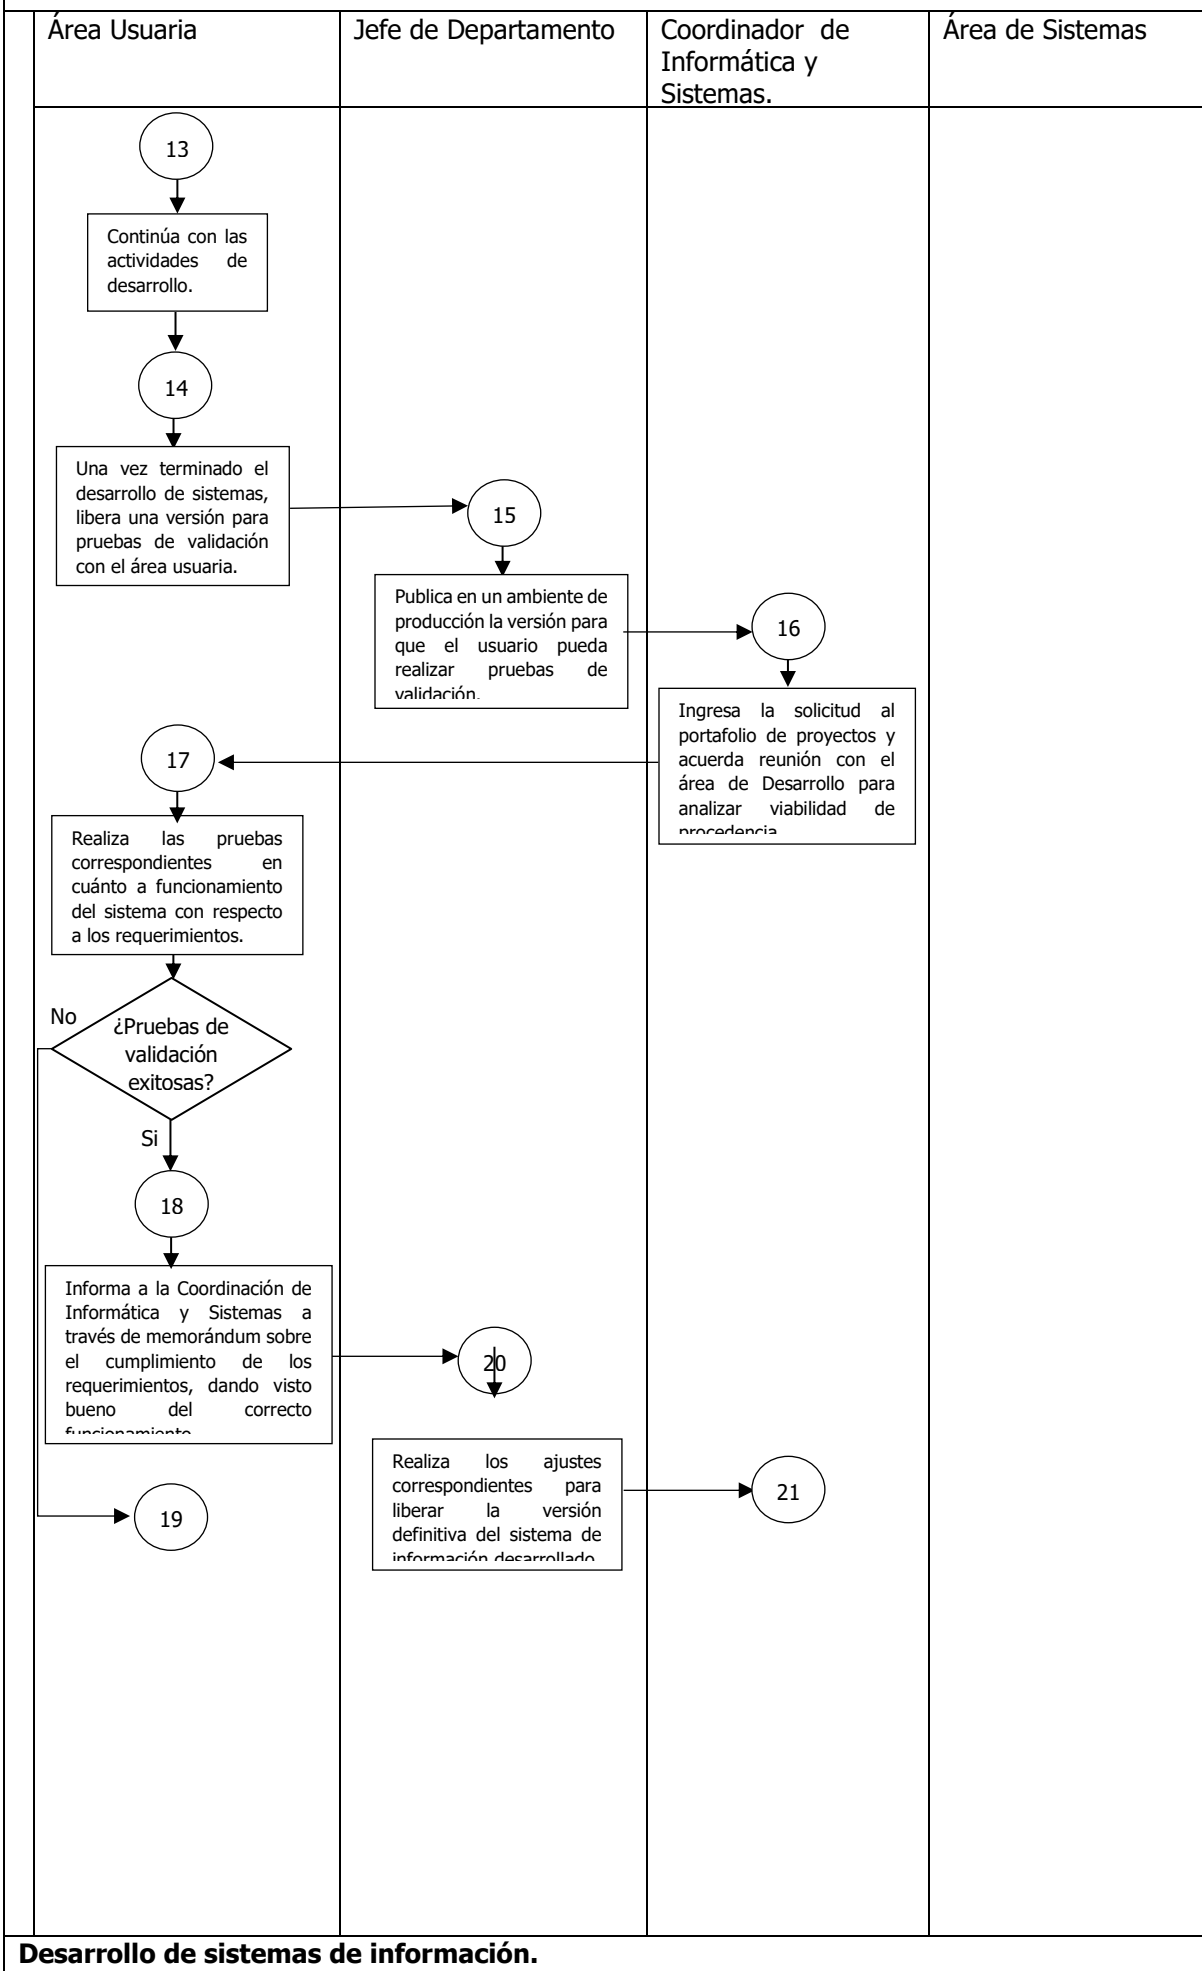 Área Usuaria
Jefe de Departamento
Coordinador de
Informática y
Sistemas.
Área de Sistemas
13
Continúa con las
actividades de
desarrollo.
14
Una vez terminado el
desarrollo de sistemas,
libera una versión para
pruebas de validación
con el área usuaria.
15
Publica en un ambiente de
producción la versión para
que el usuario pueda
realizar pruebas de
validación.
16
Ingresa la solicitud al
portafolio de proyectos y
acuerda reunión con el
área de Desarrollo para
analizar viabilidad de
procedencia
17
Realiza las pruebas
correspondientes en
cuánto a funcionamiento
del sistema con respecto
a los requerimientos.
No
¿Pruebas de
validación
exitosas?
Si
18
Informa a la Coordinación de
Informática y Sistemas a
través de memorándum sobre
el cumplimiento de los
requerimientos, dando visto
bueno del correcto
funcionamiento
20
Realiza los ajustes
correspondientes para
liberar la versión
definitiva del sistema de
información desarrollado
21
19
Desarrollo de sistemas de información.